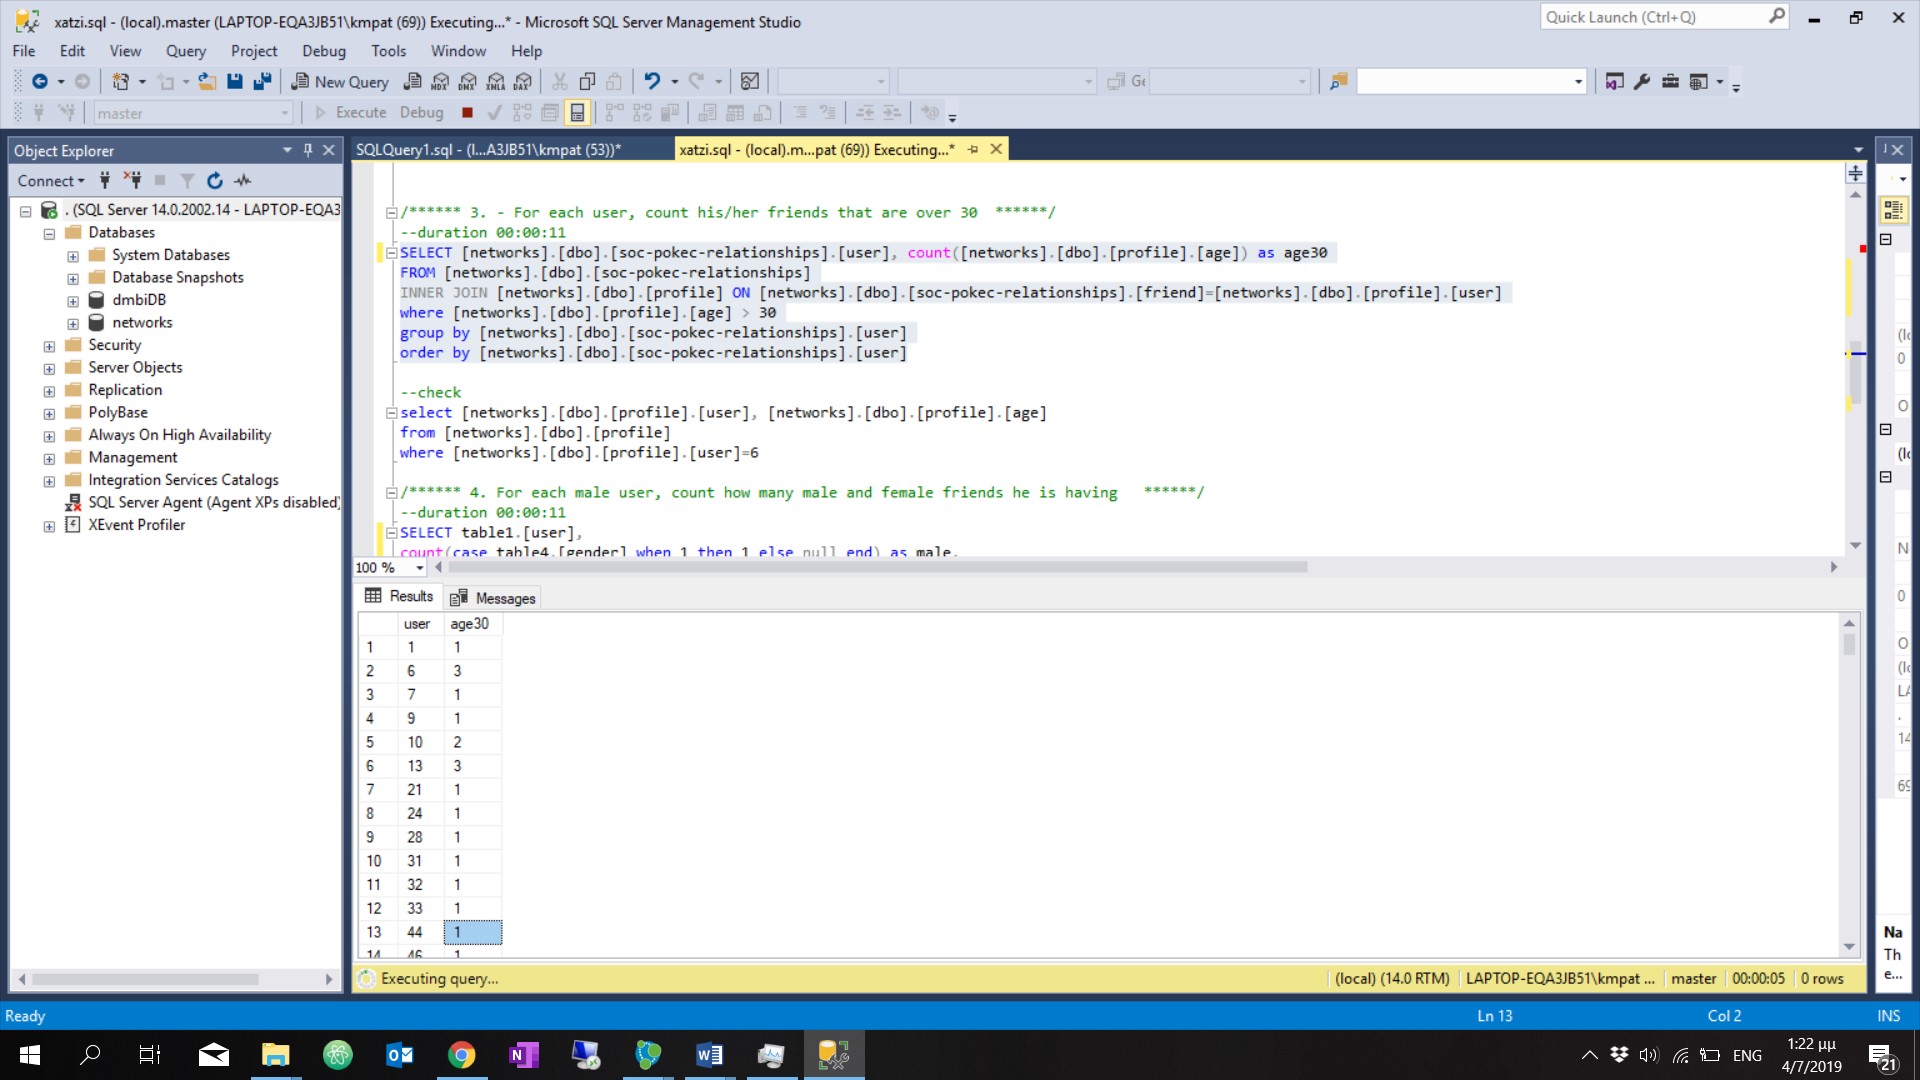 xatzi.sql - (local).master (LAPTOP-EQA3JB51\kmpat (69)) Executing...* - Microsoft SQL Server Management Studio
Quick Launch (Ctrl+Q)
File Edit View Query Project Debug Tools Window Help
New Query MDX DMX XMLA DAX
master Execute Debug
Object Explorer
SQLQuery1.sql - (l...A3JB51\kmpat (53))*
xatzi.sql - (local).m...pat (69)) Executing...*
Connect
. (SQL Server 14.0.2002.14 - LAPTOP-EQA3
Databases
System Databases
Database Snapshots
dmbiDB
networks
Security
Server Objects
Replication
PolyBase
Always On High Availability
Management
Integration Services Catalogs
SQL Server Agent (Agent XPs disabled)
XEvent Profiler
/****** 3. - For each user, count his/her friends that are over 30  ******/
--duration 00:00:11
SELECT [networks].[dbo].[soc-pokec-relationships].[user], count([networks].[dbo].[profile].[age]) as age30
FROM [networks].[dbo].[soc-pokec-relationships]
INNER JOIN [networks].[dbo].[profile] ON [networks].[dbo].[soc-pokec-relationships].[friend]=[networks].[dbo].[profile].[user]
where [networks].[dbo].[profile].[age] > 30
group by [networks].[dbo].[soc-pokec-relationships].[user]
order by [networks].[dbo].[soc-pokec-relationships].[user]
--check
select [networks].[dbo].[profile].[user], [networks].[dbo].[profile].[age]
from [networks].[dbo].[profile]
where [networks].[dbo].[profile].[user]=6
/****** 4. For each male user, count how many male and female friends he is having   ******/
--duration 00:00:11
SELECT table1.[user],
count(case table4.[gender] when 1 then 1 else null end) as male,
100 %
Results Messages
user age30
1 1 1
2 6 3
3 7 1
4 9 1
5 10 2
6 13 3
7 21 1
8 24 1
9 28 1
10 31 1
11 32 1
12 33 1
13 44 1
14 46 1
Executing query...
(local) (14.0 RTM) LAPTOP-EQA3JB51\kmpat ... master 00:00:05 0 rows
Na
Th
e...
Ready
Ln 13 Col 2 INS
ENG
1:22 μμ
4/7/2019
21